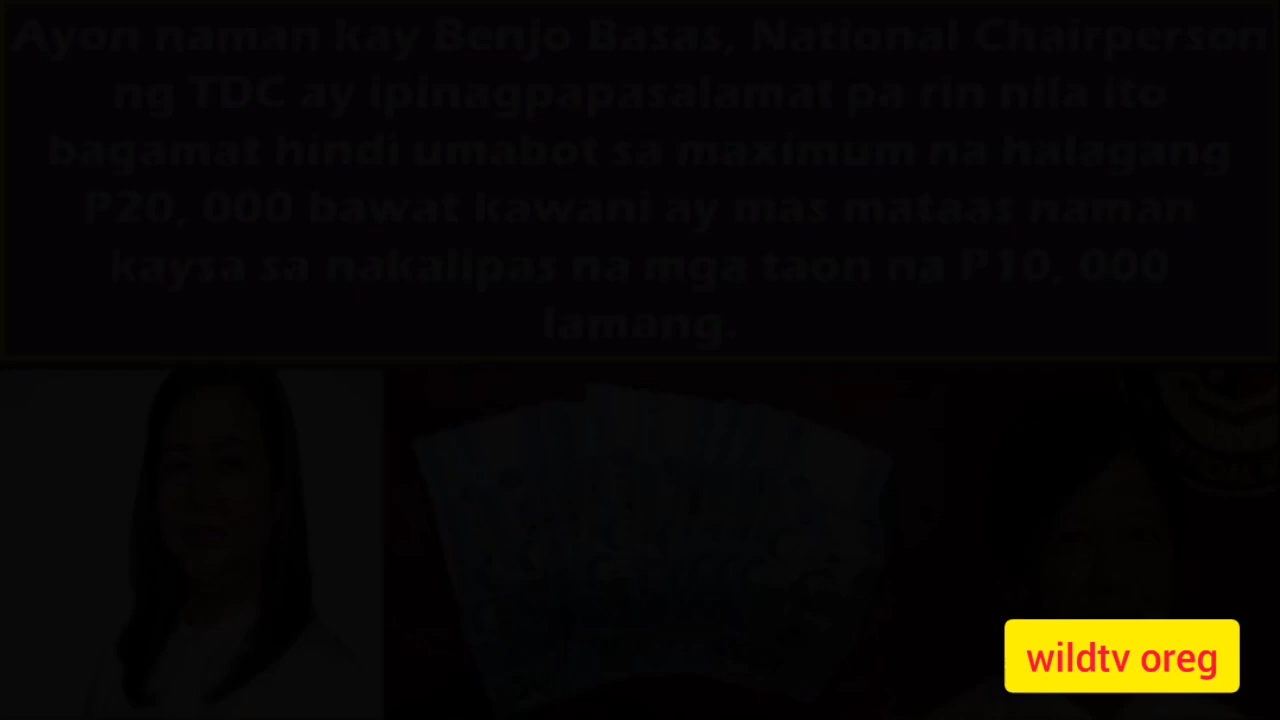 Ayon naman kay Benjo Basas, National Chairperson
ng TDC ay ipinagpapasalamat pa rin nila ito
bagamat hindi umabot sa maximum na halagang
P20, 000 bawat kawani ay mas mataas naman
kaysa sa nakalipas na mga taon na P10, 000
lamang.
wildtv oreg